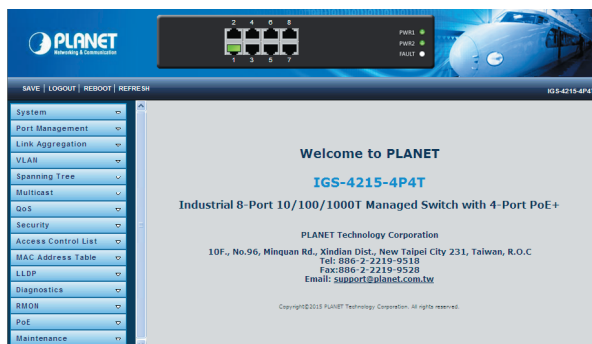 PLANET
Networking & Communication
2 4 6 8
1 3 5 7
PWR1
PWR2
FAULT
SAVE | LOGOUT | REBOOT | REFRESH
IGS-4215-4P4T
System
Port Management
Link Aggregation
VLAN
Spanning Tree
Multicast
QoS
Security
Access Control List
MAC Address Table
LLDP
Diagnostics
RMON
PoE
Maintenance
Welcome to PLANET
IGS-4215-4P4T
Industrial 8-Port 10/100/1000T Managed Switch with 4-Port PoE+
PLANET Technology Corporation
10F., No.96, Minquan Rd., Xindian Dist., New Taipei City 231, Taiwan, R.O.C
Tel: 886-2-2219-9518
Fax:886-2-2219-9528
Email: support@planet.com.tw
Copyright©2015 PLANET Technology Corporation. All rights reserved.